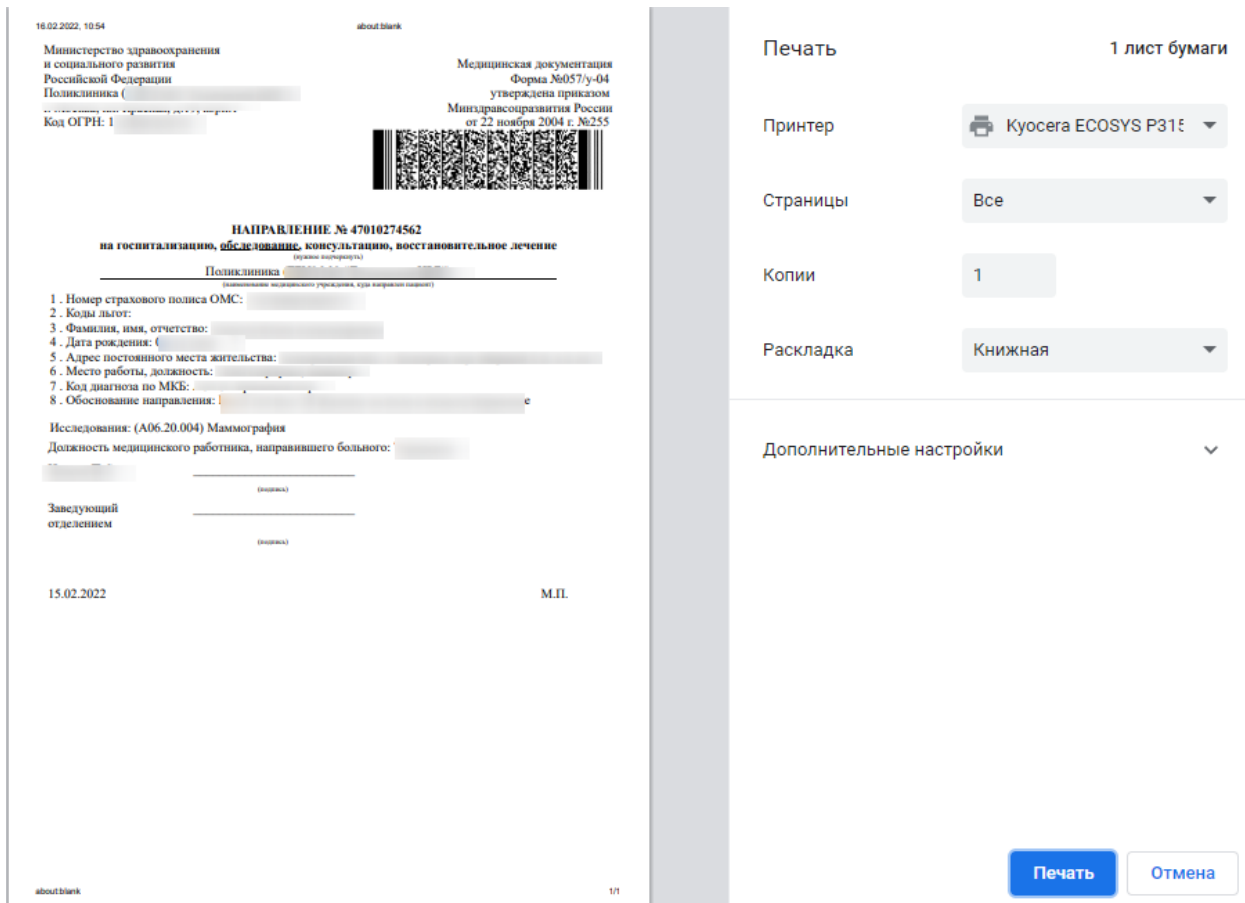 16.02.2022, 10:54
about:blank
Министерство здравоохранения
и социального развития
Российской Федерации
Поликлиника (
Код ОГРН: 1
Медицинская документация
Форма №057/у-04
утверждена приказом
Минздравсоцразвития России
от 22 ноября 2004 г. №255
НАПРАВЛЕНИЕ № 47010274562
на госпитализацию, обследование, консультацию, восстановительное лечение
(нужное подчеркнуть)
Поликлиника
(наименование медицинского учреждения, куда направлен пациент)
1 . Номер страхового полиса ОМС:
2 . Коды льгот:
3 . Фамилия, имя, отчетство:
4 . Дата рождения:
5 . Адрес постоянного места жительства:
6 . Место работы, должность:
7 . Код диагноза по МКБ:
8 . Обоснование направления:
Исследования: (A06.20.004) Маммография
Должность медицинского работника, направившего больного:
(подпись)
Заведующий
отделением
(подпись)
15.02.2022
М.П.
about:blank
1/1
Печать
1 лист бумаги
Принтер
Kyocera ECOSYS P315
Страницы
Все
Копии
1
Раскладка
Книжная
Дополнительные настройки
Печать
Отмена